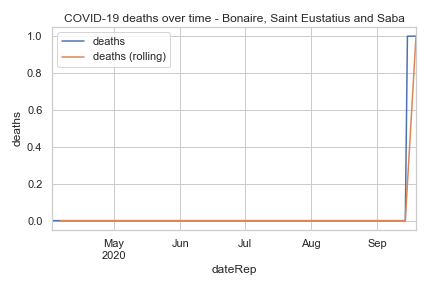 COVID-19 deaths over time - Bonaire, Saint Eustatius and Saba
deaths
deaths (rolling)
1.0
0.8
0.6
0.4
0.2
0.0
deaths
May
2020
Jun
Jul
Aug
Sep
dateRep